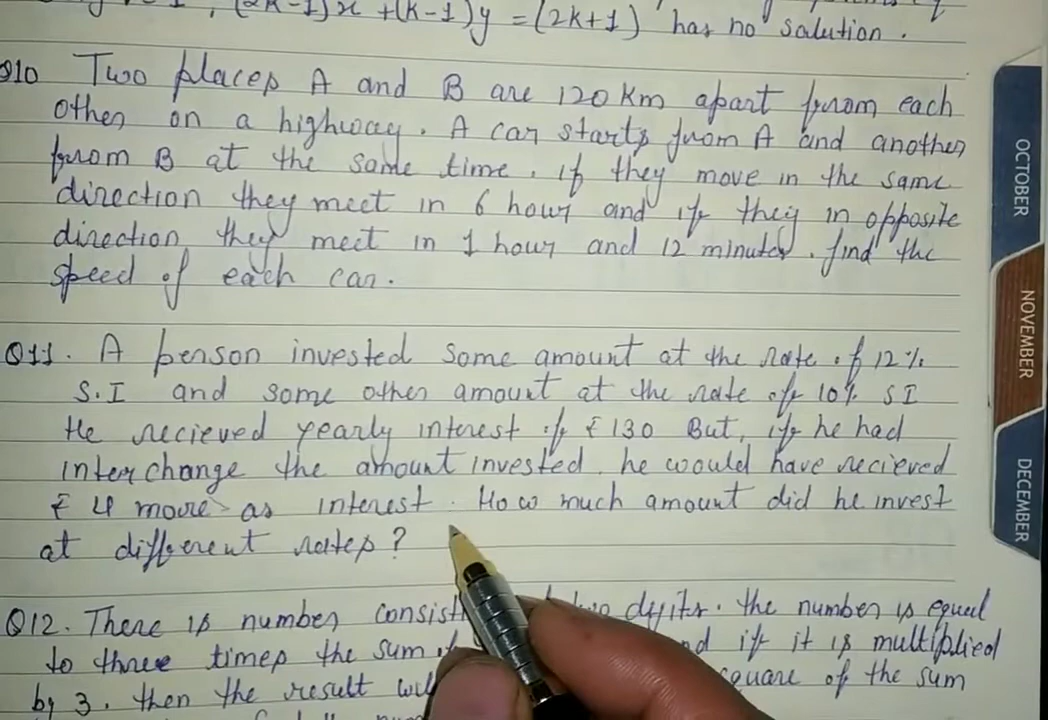 , (2k-1)x +(k-1)y = (2k+1) has no salution.
Q10 Two places A and B are 120 Km apart from each
other on a highway. A car starts from A and another
from B at the same time. if they move in the same
direction they meet in 6 hour and if they in opposite
direction, they meet in 1 hour and 12 minutes. find the
speed of each car.
Q11. A person invested some amount at the rate of 12%
S.I and some other amount at the rate of 10% SI
He recieved yearly interest of ₹130 But, if he had
interchange the amount invested he would have recieved
₹ 4 more as interest. How much amount did he invest
at different rates?
Q12. There is number consist digits. the number is equal
to three times the sum if it is multiplied
by 3. then the result square of the sum
OCTOBER
NOVEMBER
DECEMBER